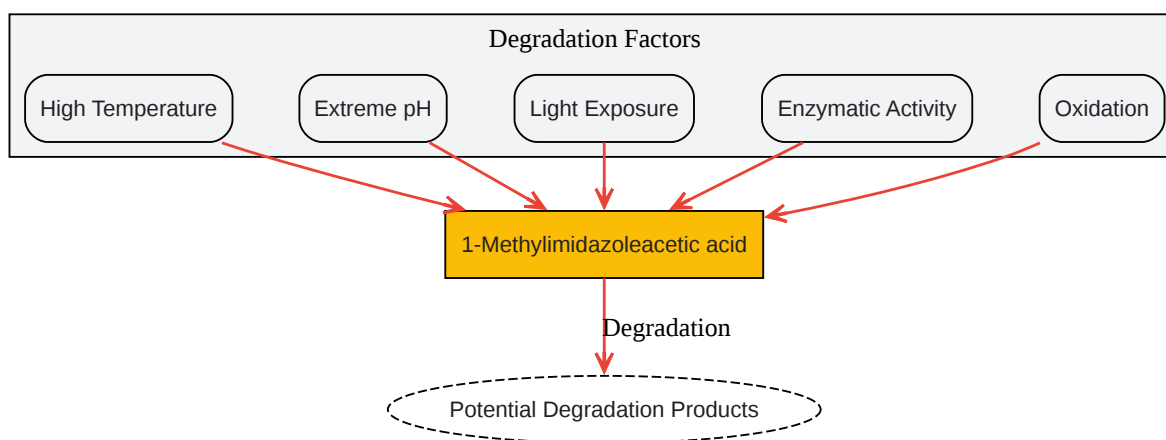 Degradation Factors
High Temperature
Extreme pH
Light Exposure
Enzymatic Activity
Oxidation
1-Methylimidazoleacetic acid
Degradation
Potential Degradation Products